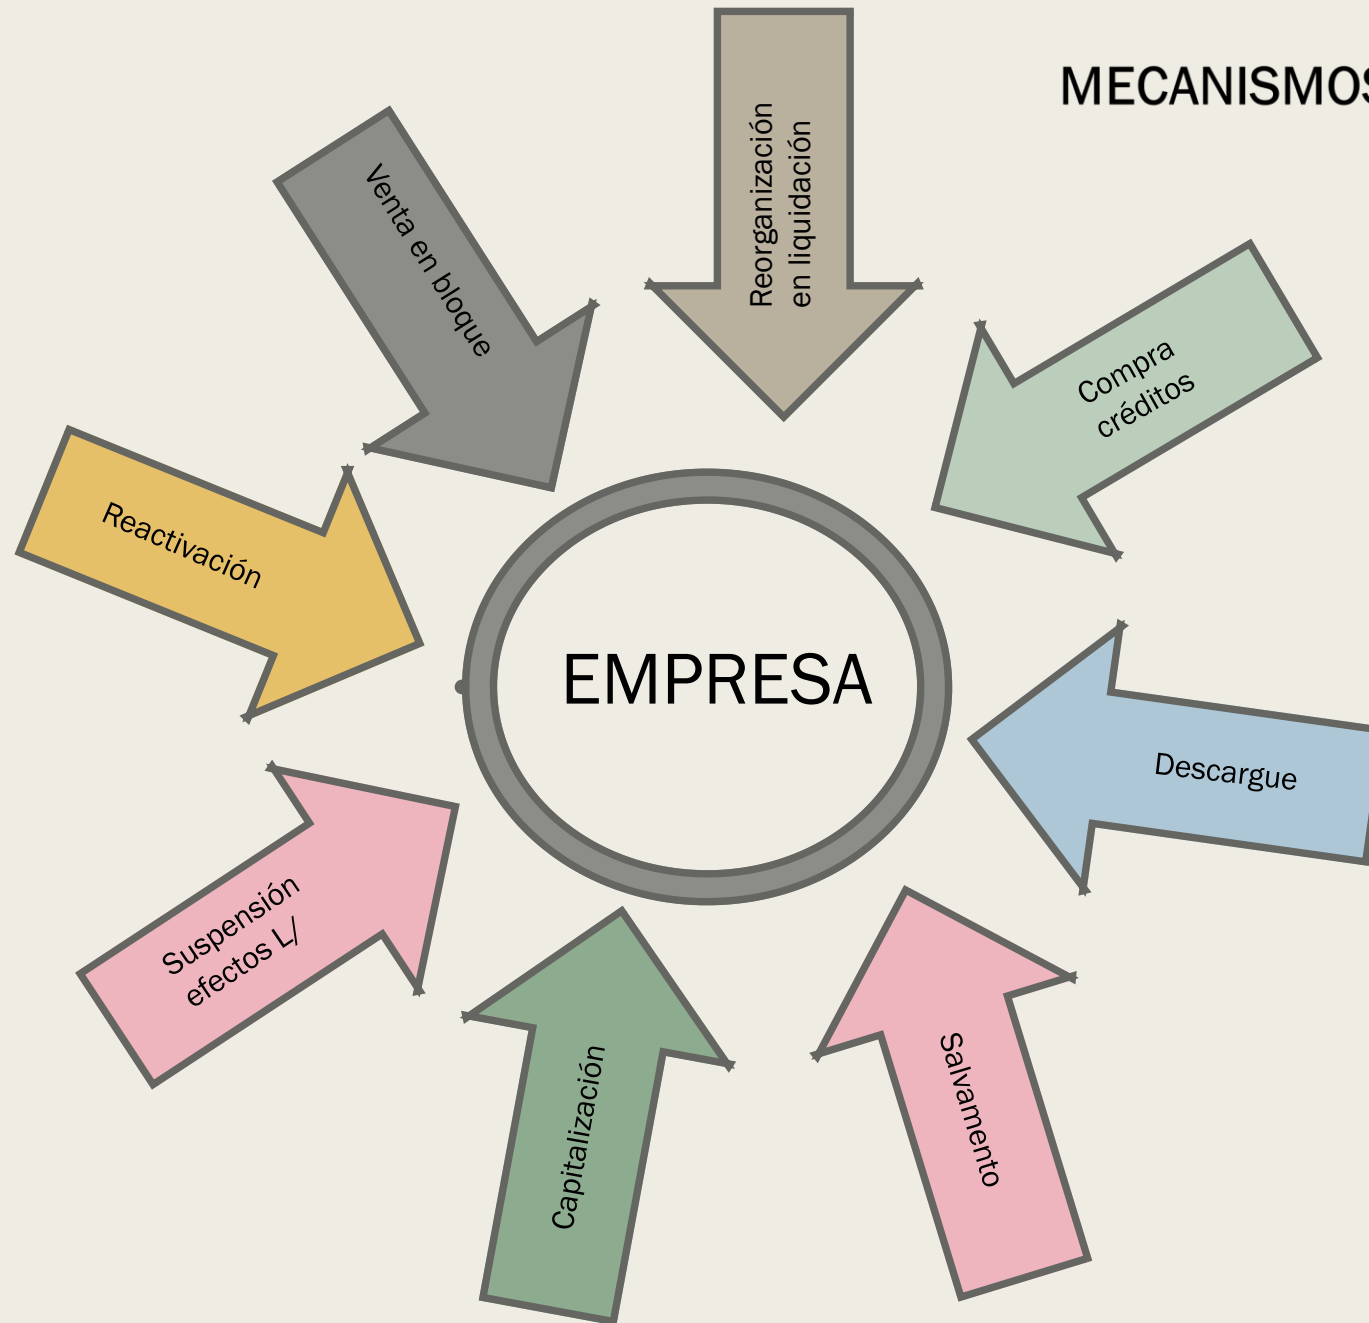 MECANISMOS
Reorganización
en liquidación
Venta en bloque
Compra
créditos
Reactivación
EMPRESA
Descargue
Suspensión
efectos L/
Capitalización
Salvamento